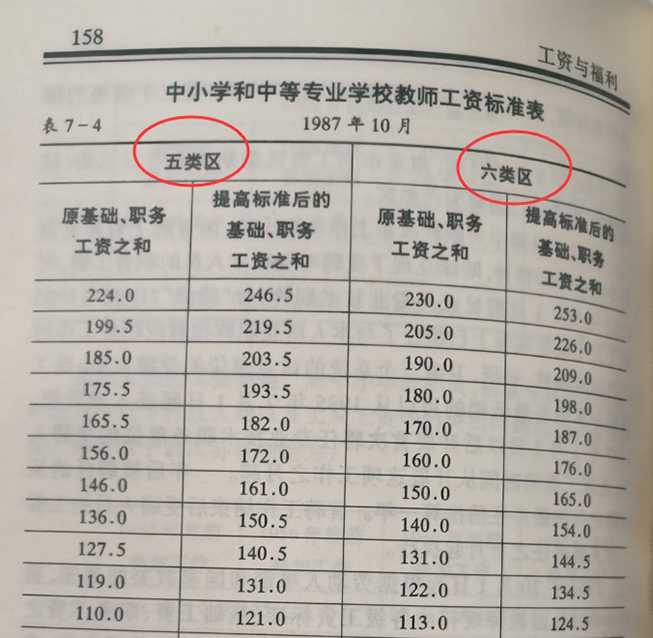 158
工资与福利
中小学和中等专业学校教师工资标准表
表7-4 1987年10月
五类区 六类区
原基础、职务工资之和 提高标准后的基础、职务工资之和 原基础、职务工资之和 提高标准后的基础、职务工资之和
224.0 246.5 230.0 253.0
199.5 219.5 205.0 226.0
185.0 203.5 190.0 209.0
175.5 193.5 180.0 198.0
165.5 182.0 170.0 187.0
156.0 172.0 160.0 176.0
146.0 161.0 150.0 165.0
136.0 150.5 140.0 154.0
127.5 140.5 131.0 144.5
119.0 131.0 122.0 134.5
110.0 121.0 113.0 124.5